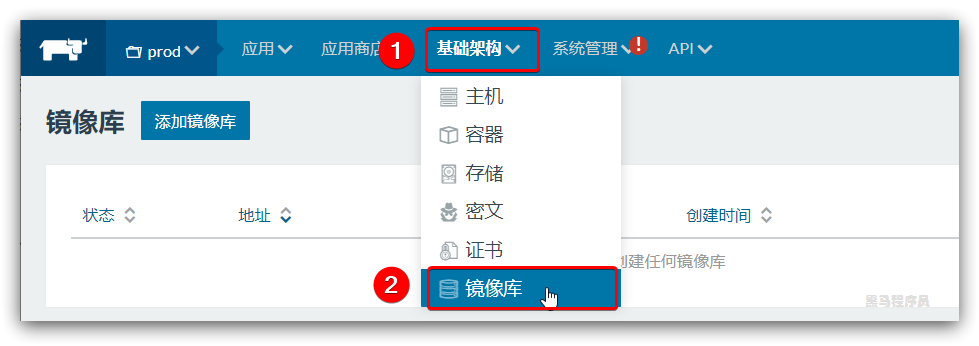 prod 应用 应用商店 1 基础架构 系统管理 ! API
主机
镜像库 添加镜像库
容器
存储
状态 地址 密文 创建时间
证书
创建任何镜像库
2 镜像库
黑马程序员